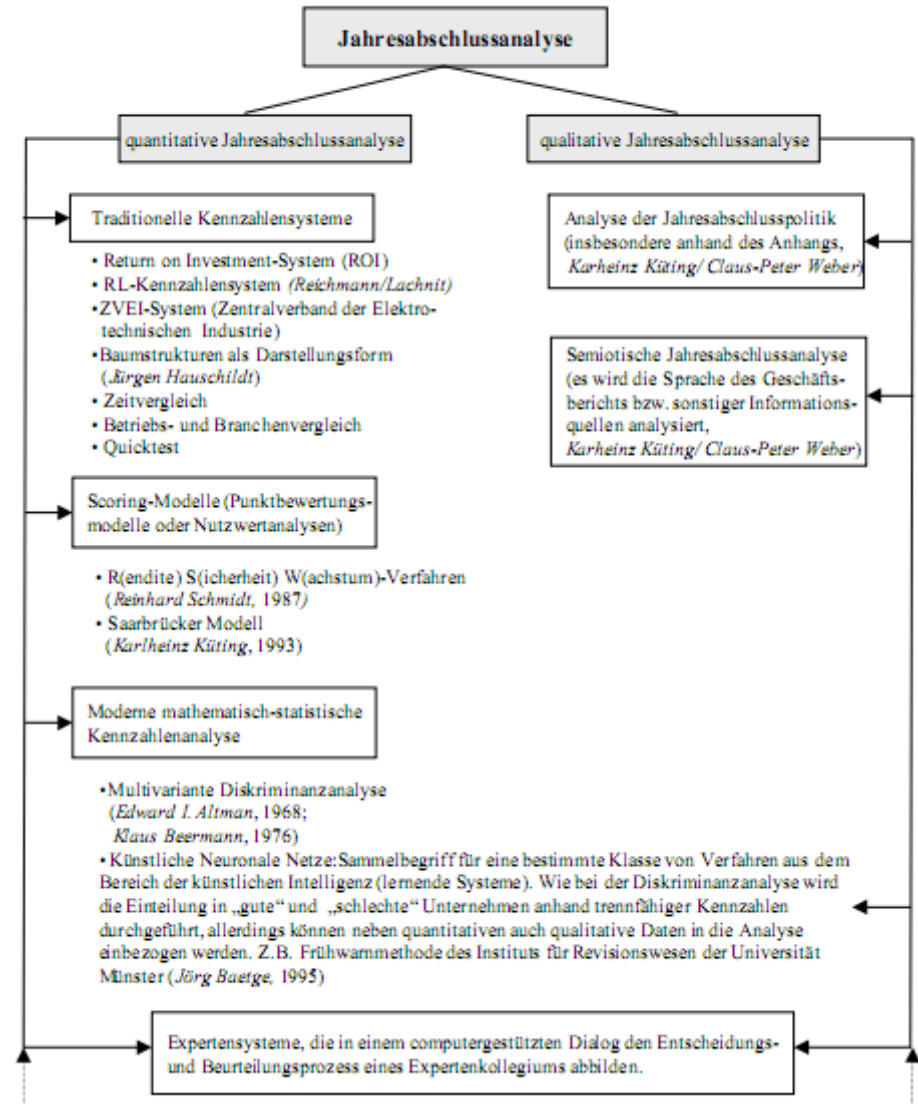 Jahresabschlussanalyse
quantitative Jahresabschlussanalyse
qualitative Jahresabschlussanalyse
Traditionelle Kennzahlensysteme
• Return on Investment-System (ROI)
• RL-Kennzahlensystem (Reichmann/Lachnit)
•ZVEI-System (Zentralverband der Elektro-
technischen Industrie)
•Baumstrukturen als Darstellungsform
(Jürgen Hauschildt)
• Zeitvergleich
• Betriebs- und Branchenvergleich
• Quicktest
Analyse der Jahresabschlusspolitik
(insbesondere anhand des Anhangs,
Karheinz Küting/ Claus-Peter Weber)
Semiotische Jahresabschlussanalyse
(es wird die Sprache des Geschäfts-
berichts bzw. sonstiger Informations-
quellen analysiert,
Karheinz Küting/ Claus-Peter Weber)
Scoring-Modelle (Punktbewertungs-
modelle oder Nutzwertanalysen)
• R(endite) S(icherheit) W(achstum)-Verfahren
(Reinhard Schmidt, 1987)
• Saarbrücker Modell
(Karlheinz Küting, 1993)
Moderne mathematisch-statistische
Kennzahlenanalyse
•Multivariante Diskriminanzanalyse
(Edward I. Altman, 1968;
Klaus Beermann, 1976)
• Künstliche Neuronale Netze:Sammelbegriff für eine bestimmte Klasse von Verfahren aus dem
Bereich der künstlichen Intelligenz (lernende Systeme). Wie bei der Diskriminanzanalyse wird
die Einteilung in „gute“ und „schlechte“ Unternehmen anhand trennfähiger Kennzahlen
durchgeführt, allerdings können neben quantitativen auch qualitative Daten in die Analyse
einbezogen werden. Z.B. Frühwarnmethode des Instituts für Revisionswesen der Universität
Münster (Jörg Baetge, 1995)
Expertensysteme, die in einem computergestützten Dialog den Entscheidungs-
und Beurteilungsprozess eines Expertenkollegiums abbilden.